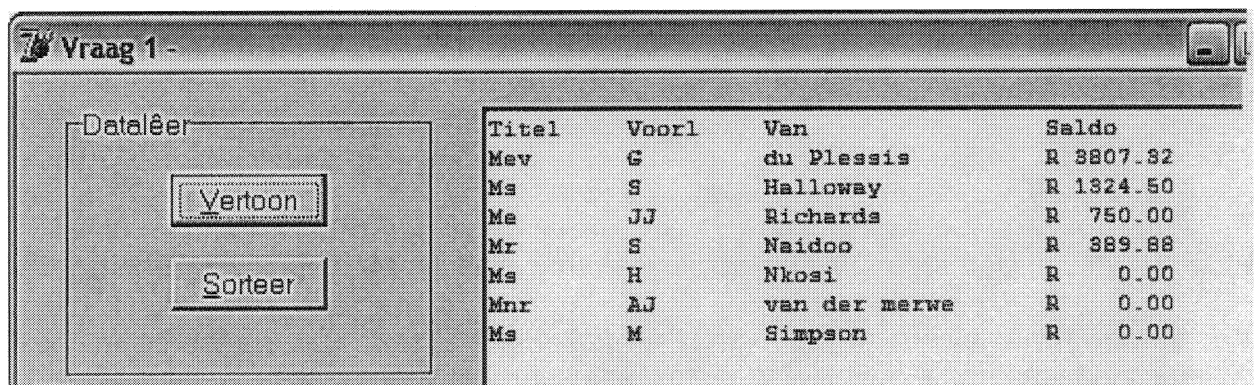 Vraag 1 -
Datalêer
Vertoon
Sorteer
Titel Voorl Van Saldo
Mev G du Plessis R 3807.32
Ms S Halloway R 1324.50
Me JJ Richards R 750.00
Mr S Naidoo R 389.88
Ms H Nkosi R 0.00
Mnr AJ van der merwe R 0.00
Ms M Simpson R 0.00